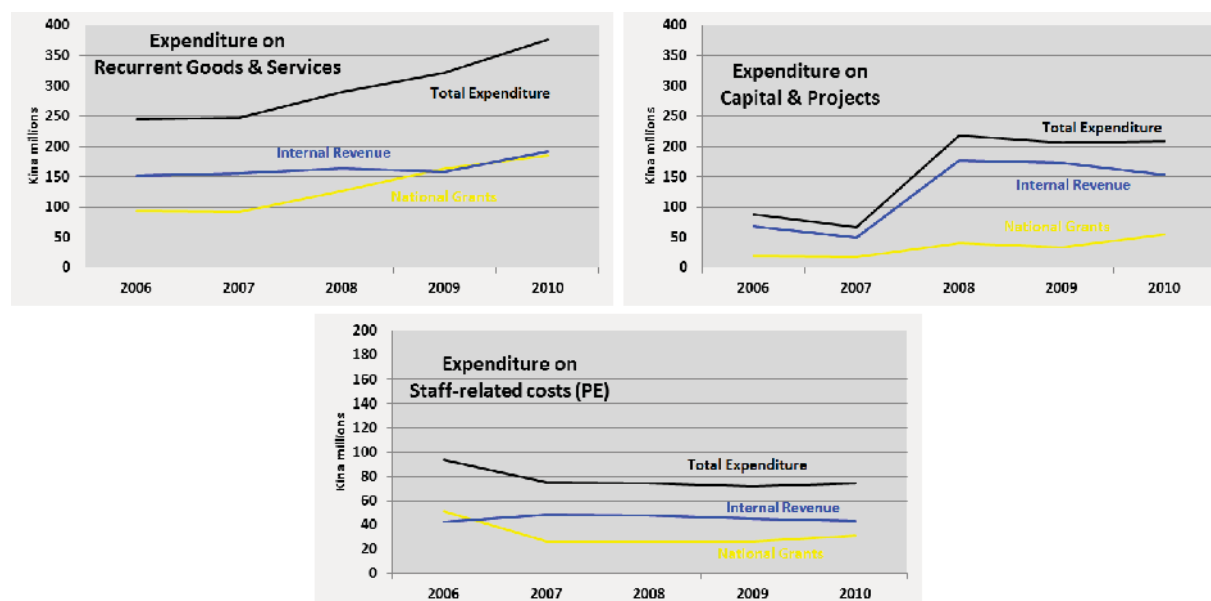 400
350
300
250
200
150
100
50
0
Kina millions
Expenditure on
Recurrent Goods & Services
Total Expenditure
Internal Revenue
National Grants
2006 2007 2008 2009 2010
400
350
300
250
200
150
100
50
0
Kina millions
Expenditure on
Capital & Projects
Total Expenditure
Internal Revenue
National Grants
2006 2007 2008 2009 2010
200
180
160
140
120
100
80
60
40
20
0
Kina millions
Expenditure on
Staff-related costs (PE)
Total Expenditure
Internal Revenue
National Grants
2006 2007 2008 2009 2010